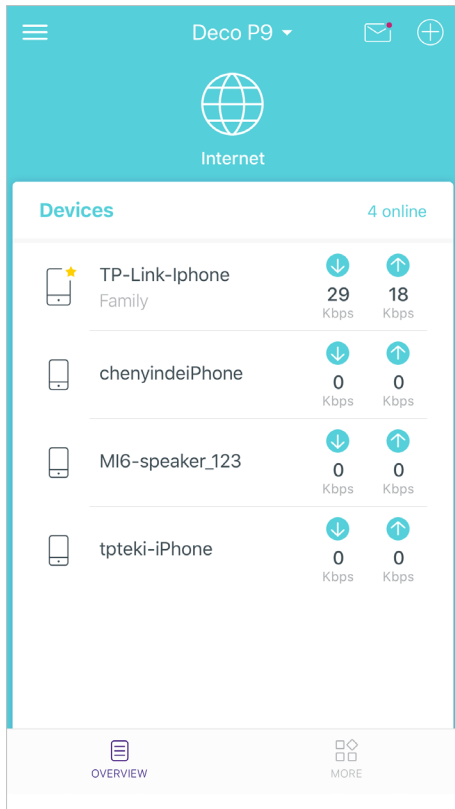 Deco P9
Internet
Devices
4 online
TP-Link-Iphone
Family
29 18
Kbps Kbps
chenyindeiPhone
0 0
Kbps Kbps
MI6-speaker_123
0 0
Kbps Kbps
tpteki-iPhone
0 0
Kbps Kbps
OVERVIEW MORE